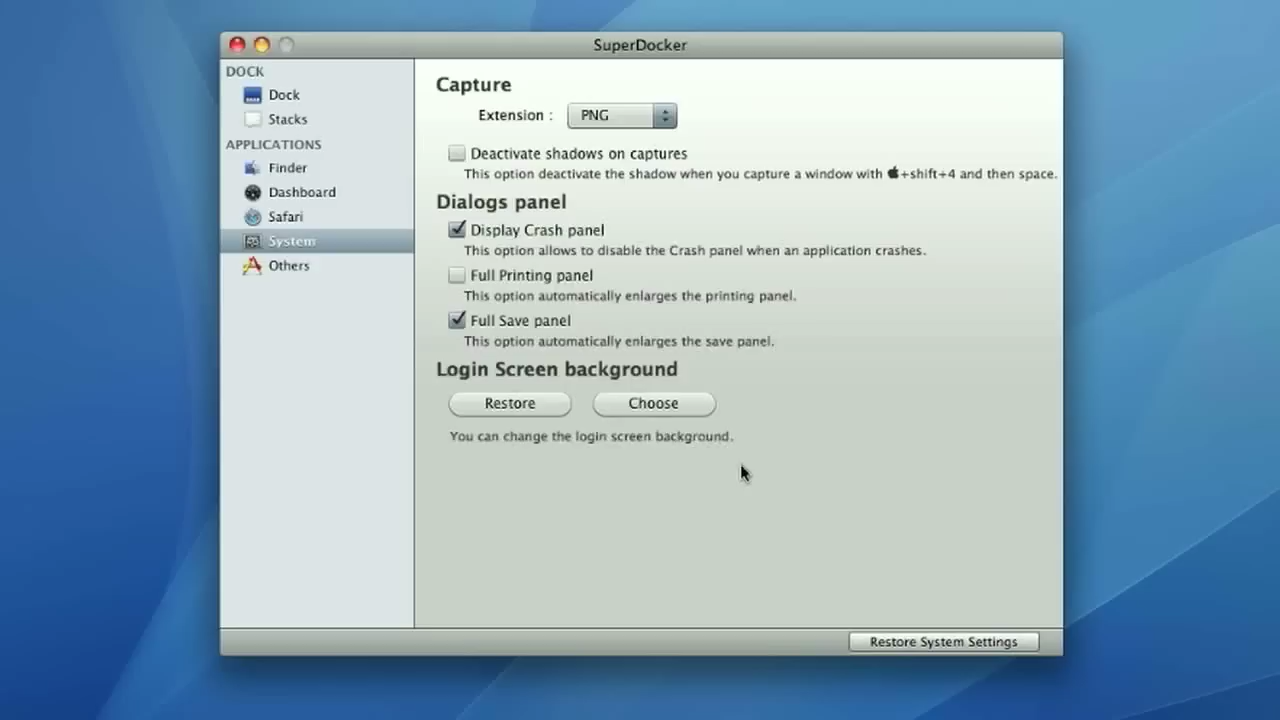 SuperDocker
DOCK
Dock
Stacks
APPLICATIONS
Finder
Dashboard
Safari
System
Others
Capture
Extension : PNG
Deactivate shadows on captures
This option deactivate the shadow when you capture a window with +shift+4 and then space.
Dialogs panel
Display Crash panel
This option allows to disable the Crash panel when an application crashes.
Full Printing panel
This option automatically enlarges the printing panel.
Full Save panel
This option automatically enlarges the save panel.
Login Screen background
Restore Choose
You can change the login screen background.
Restore System Settings